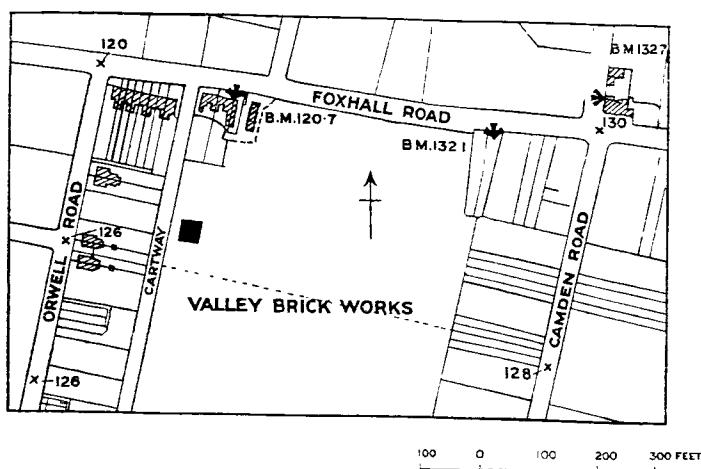 120
B M.1327
FOXHALL ROAD
130
B.M.120·7
B M.1321
ORWELL ROAD
126
CARTWAY
VALLEY BRICK WORKS
CAMDEN ROAD
128
126
100 0 100 200 300 FEET